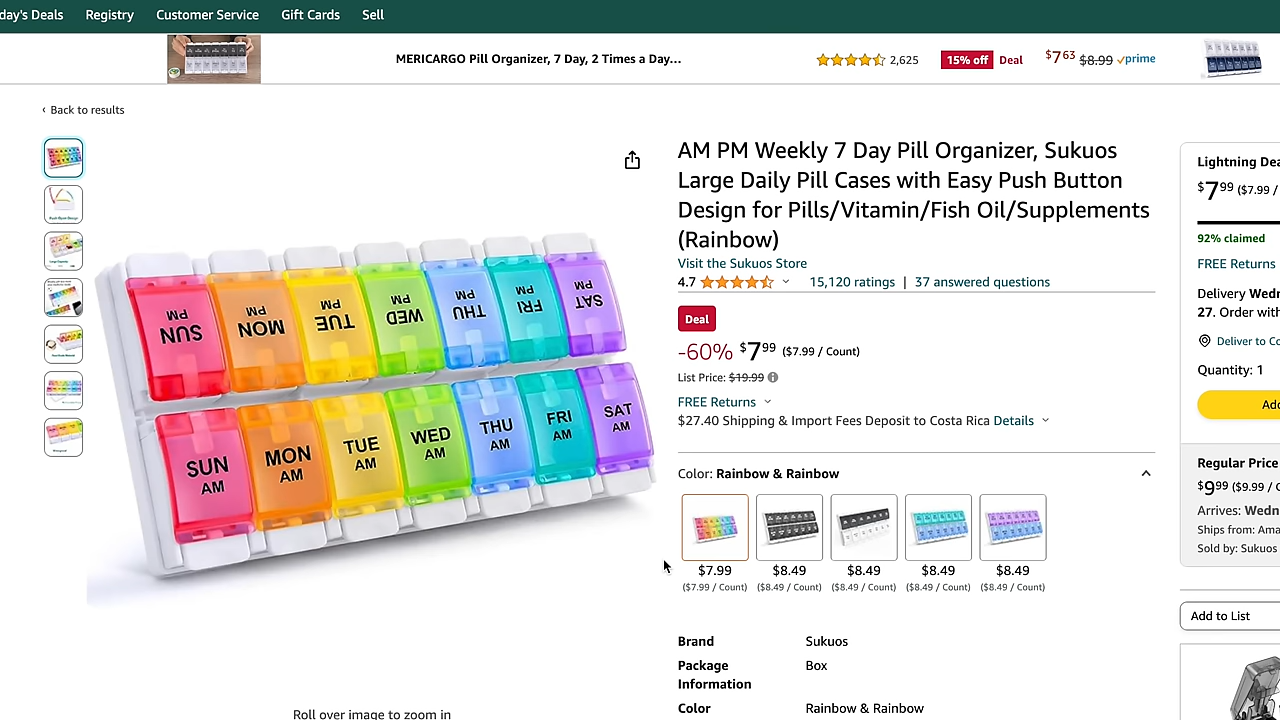 ay's Deals Registry Customer Service Gift Cards Sell
MERICARGO Pill Organizer, 7 Day, 2 Times a Day... 2,625 15% off Deal $7 63 $8.99 prime
‹ Back to results
AM PM Weekly 7 Day Pill Organizer, Sukuos
Large Daily Pill Cases with Easy Push Button
Design for Pills/Vitamin/Fish Oil/Supplements
(Rainbow)
Visit the Sukuos Store
4.7 15,120 ratings | 37 answered questions
Deal
-60% $7 99 ($7.99 / Count)
List Price: $19.99
FREE Returns
$27.40 Shipping & Import Fees Deposit to Costa Rica Details
Color: Rainbow & Rainbow
$7.99 $8.49 $8.49 $8.49 $8.49
($7.99 / Count) ($8.49 / Count) ($8.49 / Count) ($8.49 / Count) ($8.49 / Count)
Brand Sukuos
Package Box
Information
Color Rainbow & Rainbow
SUN PM MON PM TUE PM WED PM THU PM FRI PM SAT PM
SUN AM MON AM TUE AM WED AM THU AM FRI AM SAT AM
Roll over image to zoom in
Lightning Dea
$7 99 ($7.99 /
92% claimed
FREE Returns
Delivery Wedn
27. Order with
Deliver to Co
Quantity: 1
Add
Regular Price
$9 99 ($9.99 / C
Arrives: Wedn
Ships from: Ama
Sold by: Sukuos
Add to List